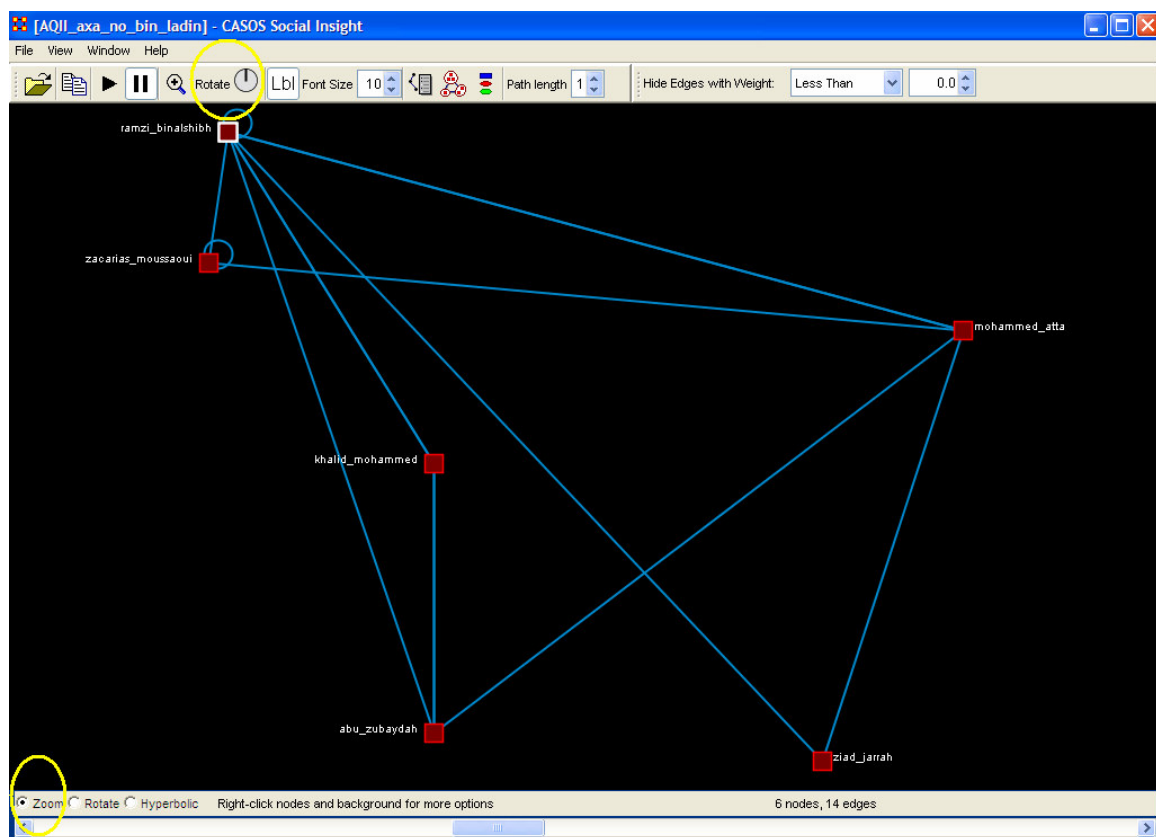 [AQII_axa_no_bin_ladin] - CASOS Social Insight
File View Window Help
Rotate Lbl Font Size 10 Path length 1 Hide Edges with Weight: Less Than 0.0
ramzi_binalshibh
zacarias_moussaoui
mohammed_atta
khalid_mohammed
abu_zubaydah
ziad_jarrah
Zoom Rotate Hyperbolic Right-click nodes and background for more options 6 nodes, 14 edges